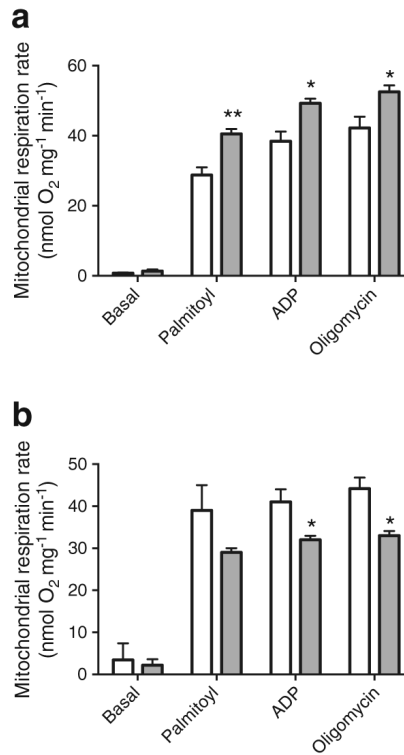 a
Mitochondrial respiration rate
(nmol O₂ mg⁻¹ min⁻¹)
60
40
20
0
**
*
*
Basal
Palmitoyl
ADP
Oligomycin
b
Mitochondrial respiration rate
(nmol O₂ mg⁻¹ min⁻¹)
50
40
30
20
10
0
*
*
Basal
Palmitoyl
ADP
Oligomycin